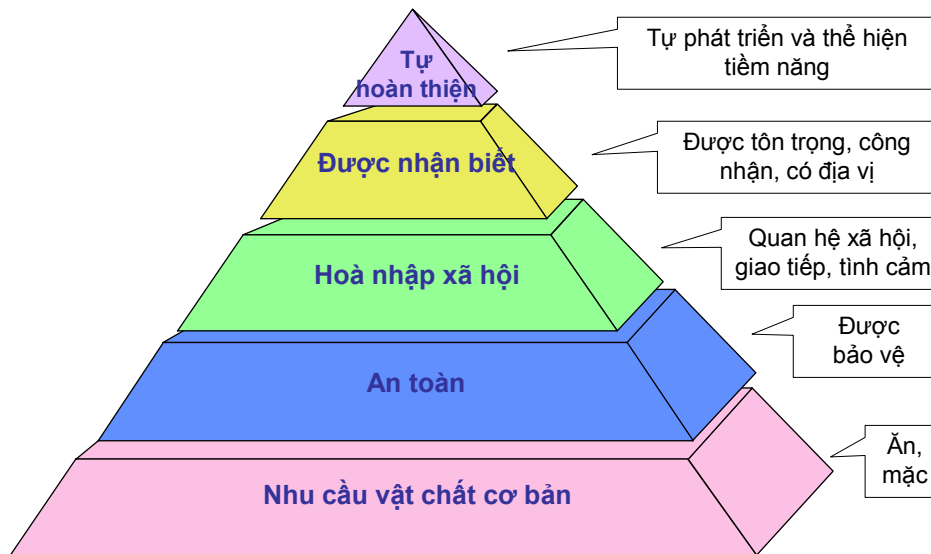 Tự
hoàn thiện
Tự phát triển và thể hiện
tiềm năng
Được nhận biết
Được tôn trọng, công
nhận, có địa vị
Hoà nhập xã hội
Quan hệ xã hội,
giao tiếp, tình cảm
An toàn
Được
bảo vệ
Nhu cầu vật chất cơ bản
Ăn,
mặc